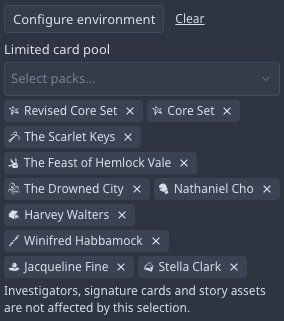 Configure environment Clear
Limited card pool
Select packs...
Revised Core Set × Core Set ×
The Scarlet Keys ×
The Feast of Hemlock Vale ×
The Drowned City × Nathaniel Cho ×
Harvey Walters ×
Winifred Habbamock ×
Jacqueline Fine × Stella Clark ×
Investigators, signature cards and story assets
are not affected by this selection.